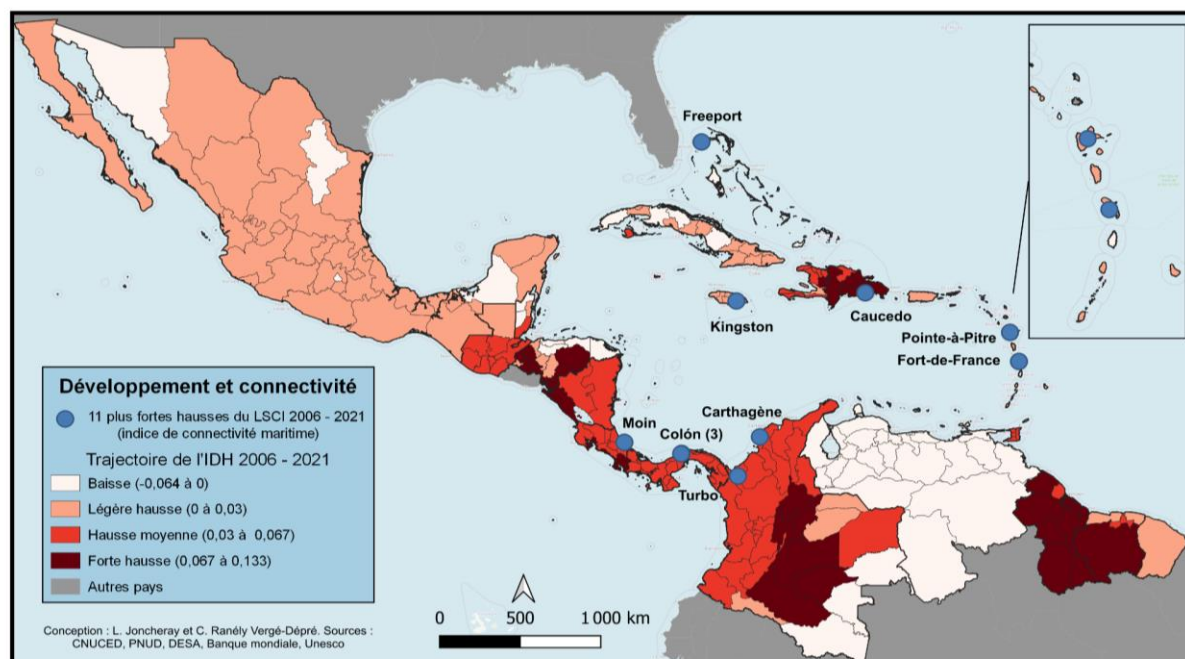 Freeport
Kingston
Caucedo
Pointe-à-Pitre
Fort-de-France
Carthagène
Moin
Colón (3)
Turbo
Développement et connectivité
11 plus fortes hausses du LSCI 2006 - 2021
(indice de connectivité maritime)
Trajectoire de l'IDH 2006 - 2021
Baisse (-0,064 à 0)
Légère hausse (0 à 0,03)
Hausse moyenne (0,03 à 0,067)
Forte hausse (0,067 à 0,133)
Autres pays
Conception : L. Joncheray et C. Ranély Vergé-Dépré. Sources :
CNUCED, PNUD, DESA, Banque mondiale, Unesco
0 500 1 000 km